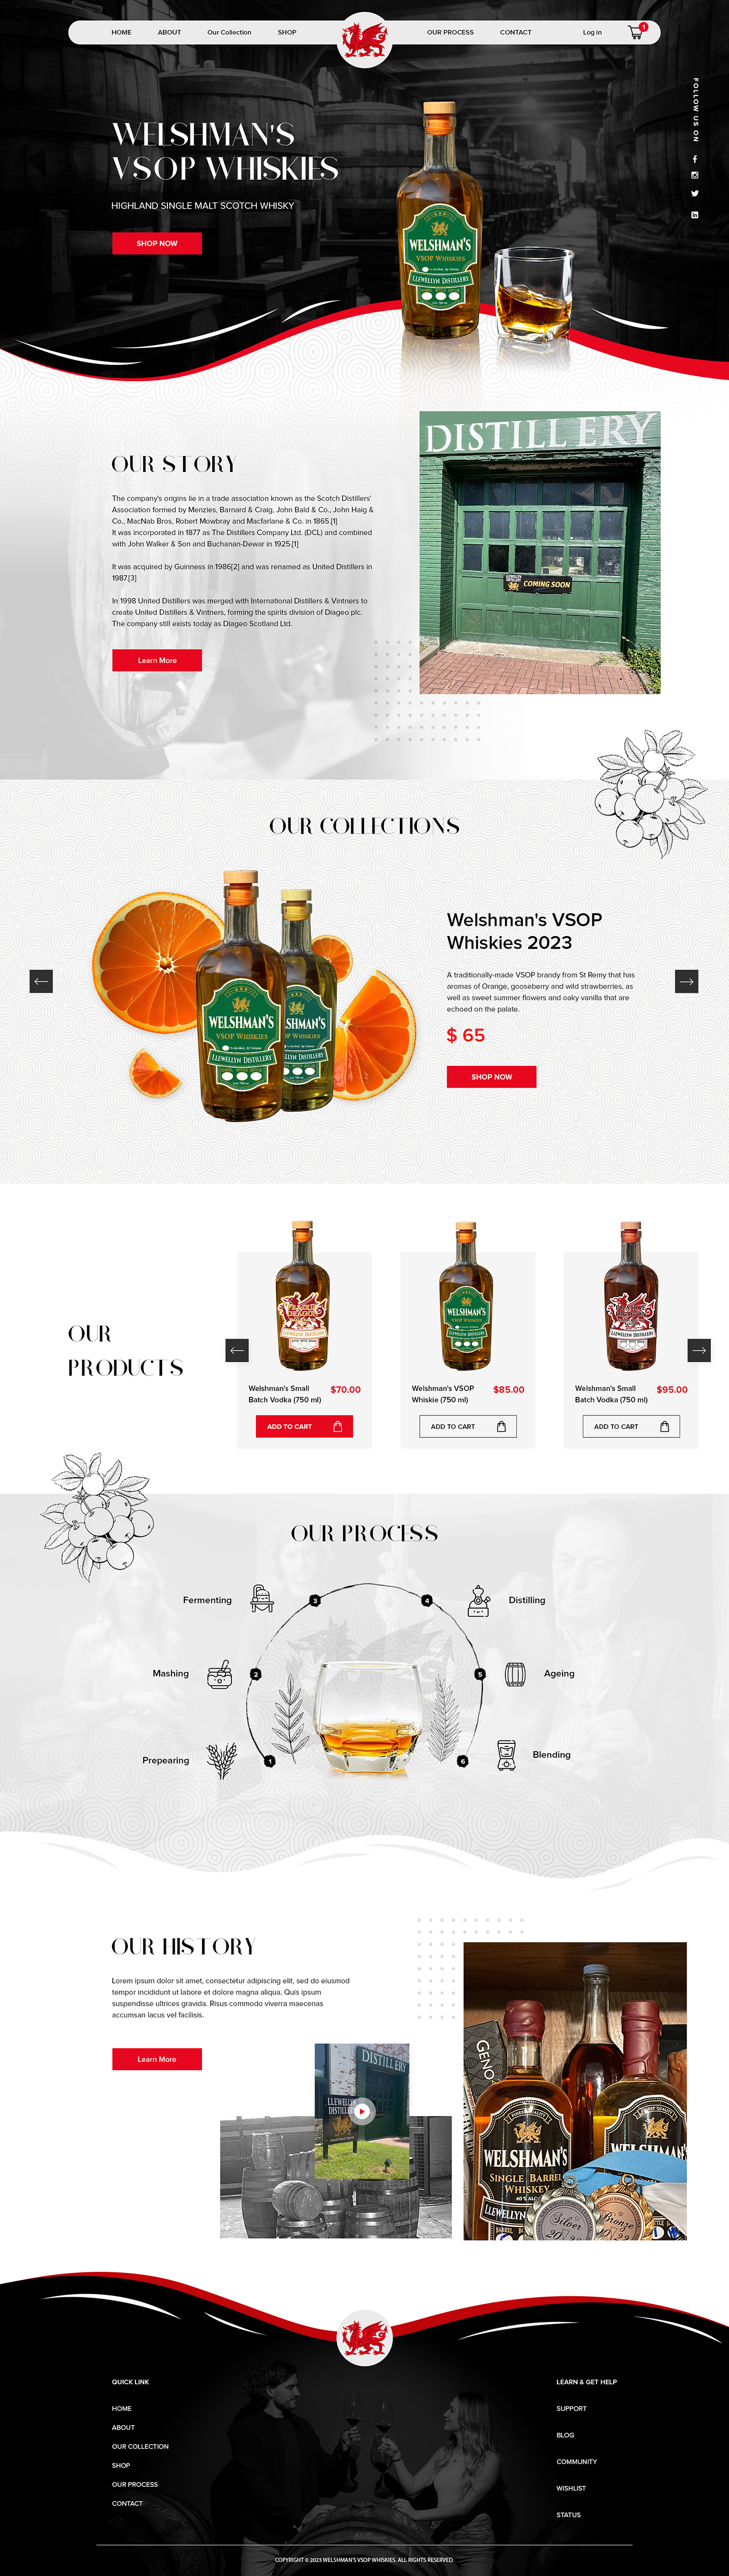 HOME
ABOUT
Our Collection
SHOP
OUR PROCESS
CONTACT
Log in
1
FOLLOW US ON
WELSHMAN'S
VSOP WHISKIES
HIGHLAND SINGLE MALT SCOTCH WHISKY
SHOP NOW
WELSHMAN'S
VSOP WHISKIES
LLEWELLYN DISTILLERY
OUR STORY
The company's origins lie in a trade association known as the Scotch Distillers'
Association formed by Menzies, Barnard & Craig, John Bald & Co., John Haig &
Co., MacNab Bros, Robert Mowbray and Macfarlane & Co. in 1865.[1]
It was incorporated in 1877 as The Distillers Company Ltd. (DCL) and combined
with John Walker & Son and Buchanan-Dewar in 1925.[1]
It was acquired by Guinness in 1986[2] and was renamed as United Distillers in
1987.[3]
In 1998 United Distillers was merged with International Distillers & Vintners to
create United Distillers & Vintners, forming the spirits division of Diageo plc.
The company still exists today as Diageo Scotland Ltd.
Learn More
DISTILLERY
COMING SOON
OUR COLLECTIONS
WELSHMAN'S
VSOP WHISKIES
LLEWELLYN DISTILLERY
Welshman's VSOP
Whiskies 2023
A traditionally-made VSOP brandy from St Remy that has
aromas of Orange, gooseberry and wild strawberries, as
well as sweet summer flowers and oaky vanilla that are
echoed on the palate.
$ 65
SHOP NOW
OUR
PRODUCTS
LLEWELLYN DISTILLERY
Welshman's Small
Batch Vodka (750 ml)
$70.00
ADD TO CART
WELSHMAN'S
VSOP WHISKIES
LLEWELLYN DISTILLERY
Welshman's VSOP
Whiskie (750 ml)
$85.00
ADD TO CART
LLEWELLYN DISTILLERY
Welshman's Small
Batch Vodka (750 ml)
$95.00
ADD TO CART
OUR PROCESS
Fermenting
3
4
Distilling
Mashing
2
5
Ageing
Prepearing
1
6
Blending
OUR HISTORY
Lorem ipsum dolor sit amet, consectetur adipiscing elit, sed do eiusmod
tempor incididunt ut labore et dolore magna aliqua. Quis ipsum
suspendisse ultrices gravida. Risus commodo viverra maecenas
accumsan lacus vel facilisis.
Learn More
DISTILLERY
LLEWELLYN
DISTILLERY
GENO
WELSHMAN'S
SINGLE BARREL
WHISKEY
LLEWELLYN
Silver
Bronze
QUICK LINK
HOME
ABOUT
OUR COLLECTION
SHOP
OUR PROCESS
CONTACT
LEARN & GET HELP
SUPPORT
BLOG
COMMUNITY
WISHLIST
STATUS
COPYRIGHT © 2023 WELSHMAN'S VSOP WHISKIES. ALL RIGHTS RESERVED.